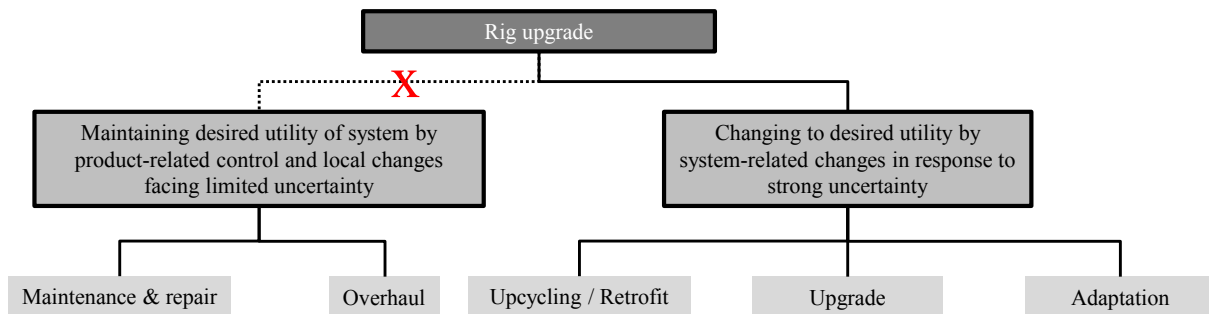 Rig upgrade
X
Maintaining desired utility of system by
product-related control and local changes
facing limited uncertainty
Changing to desired utility by
system-related changes in response to
strong uncertainty
Maintenance & repair
Overhaul
Upcycling / Retrofit
Upgrade
Adaptation